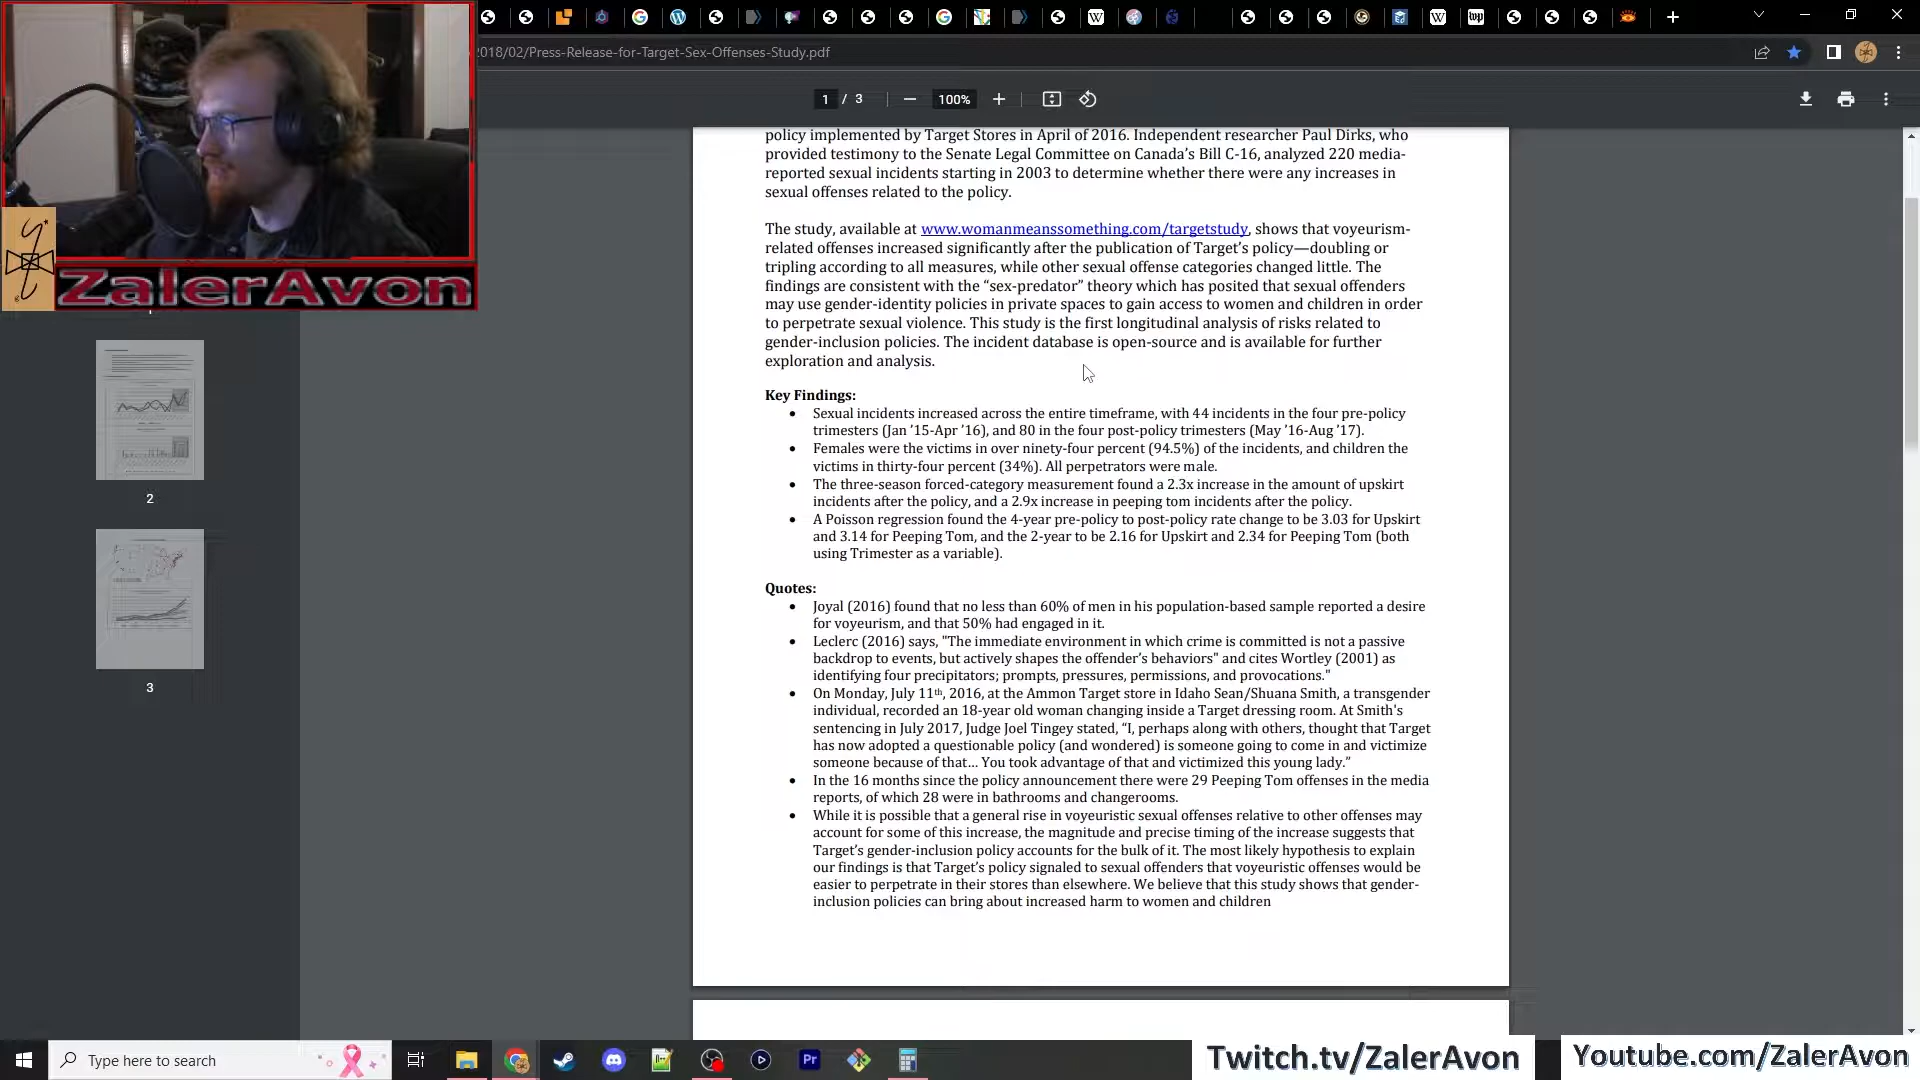 2018/02/Press-Release-for-Target-Sex-Offenses-Study.pdf
1 / 3 100%
policy implemented by Target Stores in April of 2016. Independent researcher Paul Dirks, who
provided testimony to the Senate Legal Committee on Canada's Bill C-16, analyzed 220 media-
reported sexual incidents starting in 2003 to determine whether there were any increases in
sexual offenses related to the policy.
The study, available at www.womanmeanssomething.com/targetstudy, shows that voyeurism-
related offenses increased significantly after the publication of Target's policy—doubling or
tripling according to all measures, while other sexual offense categories changed little. The
findings are consistent with the “sex-predator” theory which has posited that sexual offenders
may use gender-identity policies in private spaces to gain access to women and children in order
to perpetrate sexual violence. This study is the first longitudinal analysis of risks related to
gender-inclusion policies. The incident database is open-source and is available for further
exploration and analysis.
Key Findings:
• Sexual incidents increased across the entire timeframe, with 44 incidents in the four pre-policy
trimesters (Jan '15-Apr '16), and 80 in the four post-policy trimesters (May '16-Aug '17).
• Females were the victims in over ninety-four percent (94.5%) of the incidents, and children the
victims in thirty-four percent (34%). All perpetrators were male.
• The three-season forced-category measurement found a 2.3x increase in the amount of upskirt
incidents after the policy, and a 2.9x increase in peeping tom incidents after the policy.
• A Poisson regression found the 4-year pre-policy to post-policy rate change to be 3.03 for Upskirt
and 3.14 for Peeping Tom, and the 2-year to be 2.16 for Upskirt and 2.34 for Peeping Tom (both
using Trimester as a variable).
Quotes:
• Joyal (2016) found that no less than 60% of men in his population-based sample reported a desire
for voyeurism, and that 50% had engaged in it.
• Leclerc (2016) says, "The immediate environment in which crime is committed is not a passive
backdrop to events, but actively shapes the offender's behaviors" and cites Wortley (2001) as
identifying four precipitators; prompts, pressures, permissions, and provocations."
• On Monday, July 11th, 2016, at the Ammon Target store in Idaho Sean/Shuana Smith, a transgender
individual, recorded an 18-year old woman changing inside a Target dressing room. At Smith's
sentencing in July 2017, Judge Joel Tingey stated, “I, perhaps along with others, thought that Target
has now adopted a questionable policy (and wondered) is someone going to come in and victimize
someone because of that… You took advantage of that and victimized this young lady.”
• In the 16 months since the policy announcement there were 29 Peeping Tom offenses in the media
reports, of which 28 were in bathrooms and changerooms.
• While it is possible that a general rise in voyeuristic sexual offenses relative to other offenses may
account for some of this increase, the magnitude and precise timing of the increase suggests that
Target's gender-inclusion policy accounts for the bulk of it. The most likely hypothesis to explain
our findings is that Target's policy signaled to sexual offenders that voyeuristic offenses would be
easier to perpetrate in their stores than elsewhere. We believe that this study shows that gender-
inclusion policies can bring about increased harm to women and children
ZalerAvon
2
3
Type here to search
Twitch.tv/ZalerAvon
Youtube.com/ZalerAvon